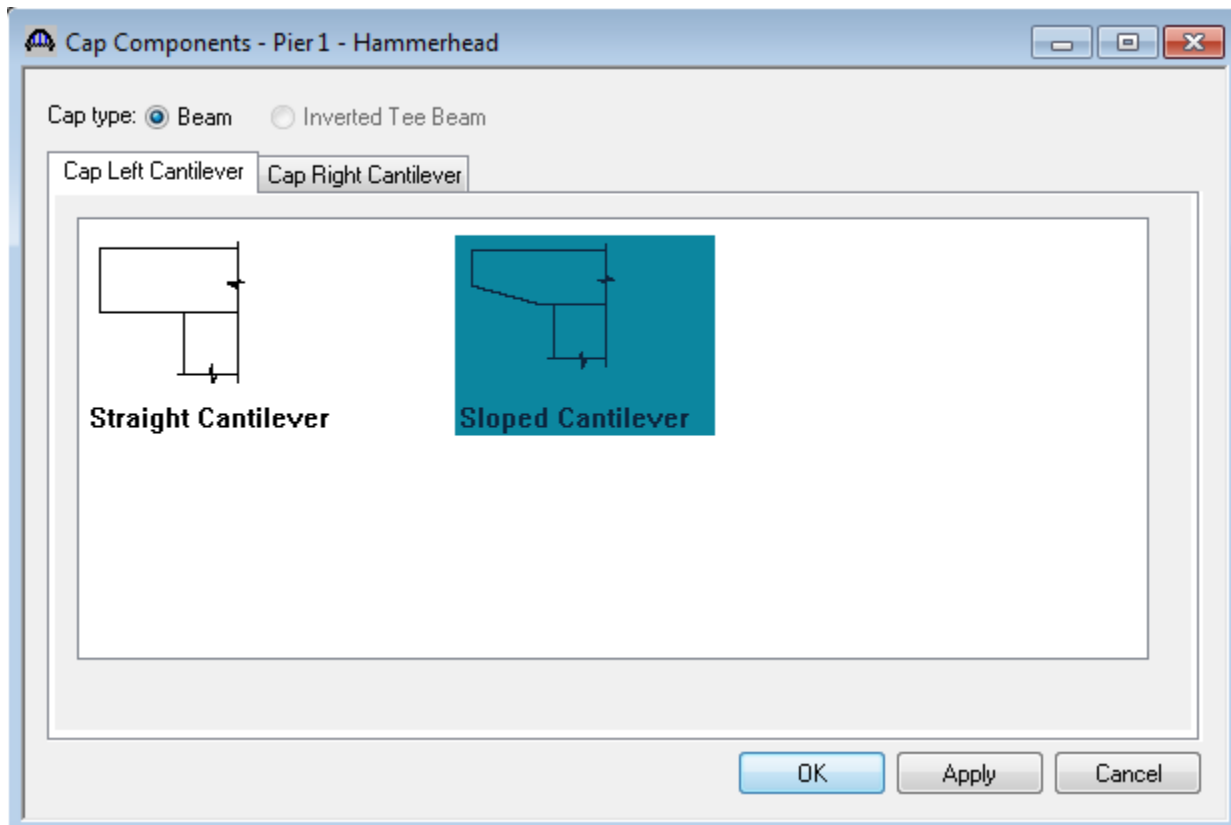 Cap Components - Pier 1 - Hammerhead
Cap type: Beam Inverted Tee Beam
Cap Left Cantilever Cap Right Cantilever
Straight Cantilever Sloped Cantilever
OK Apply Cancel